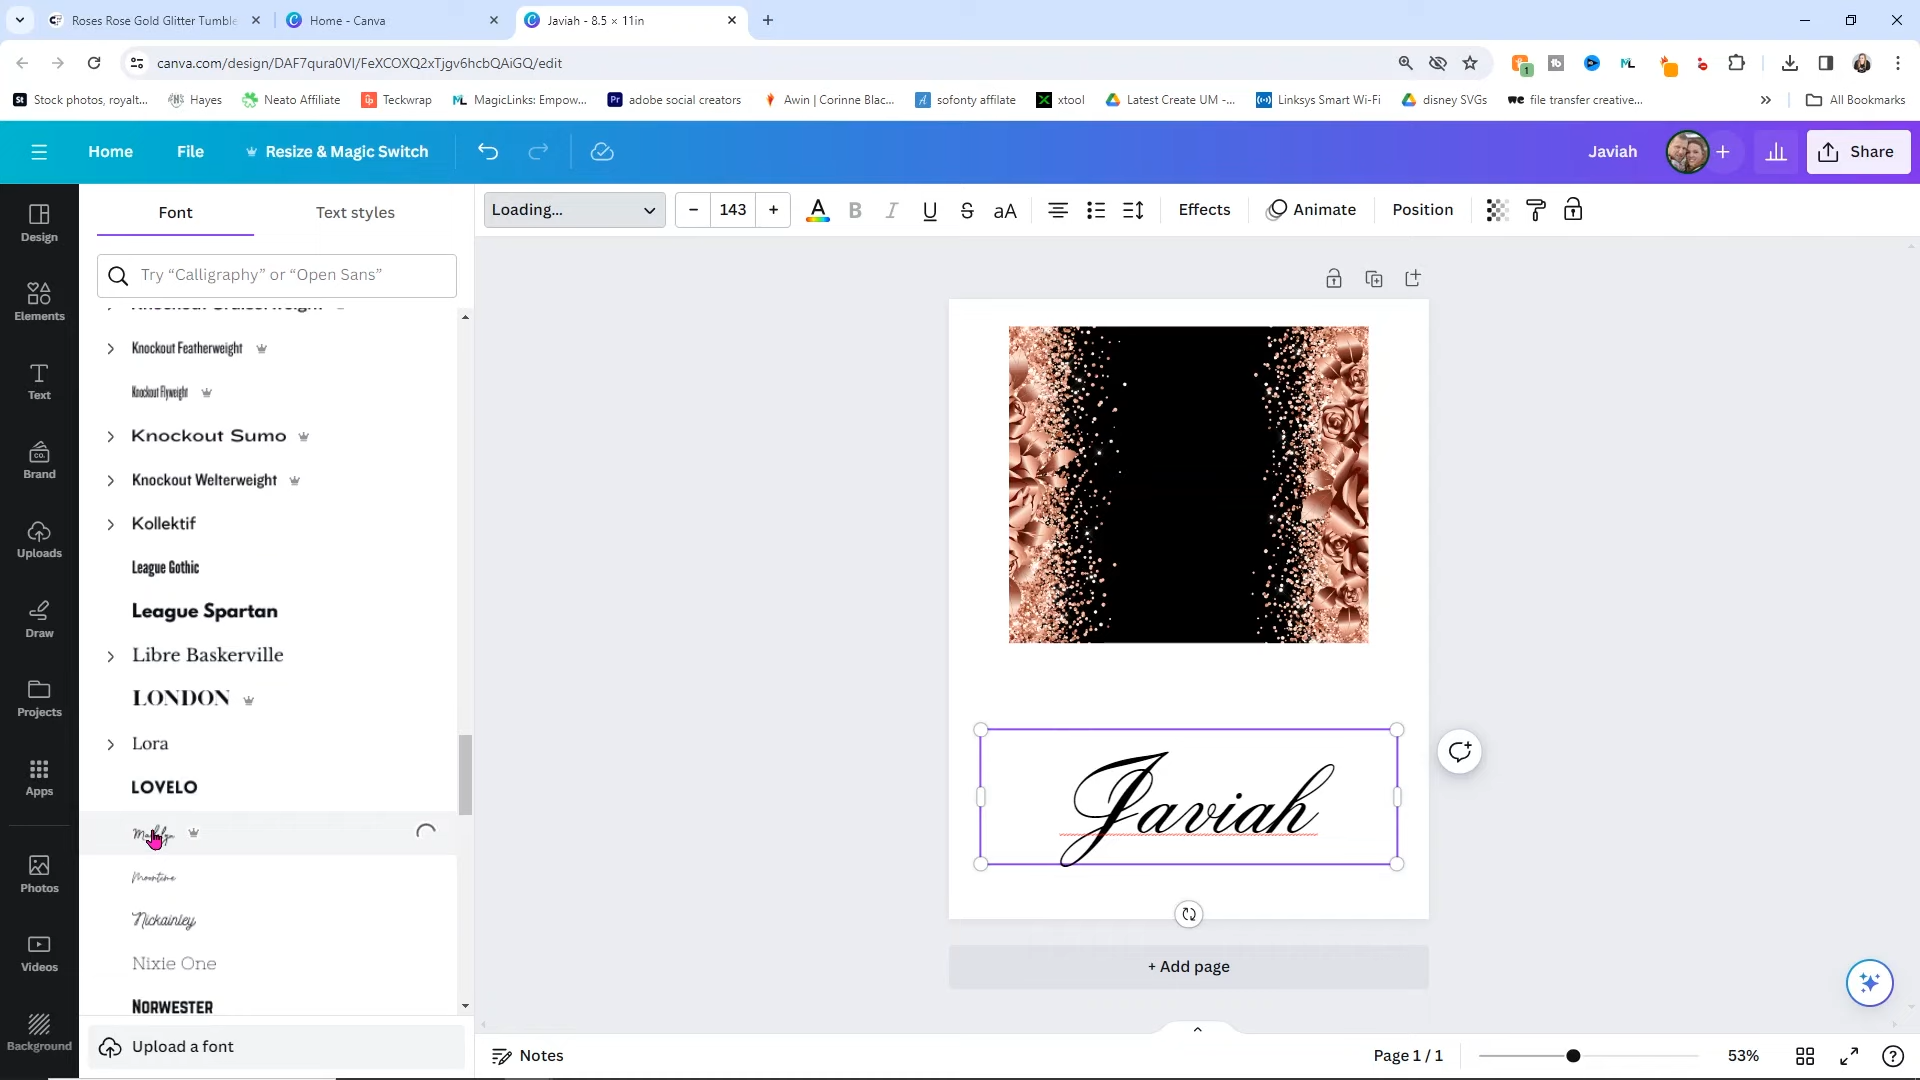 Roses Rose Gold Glitter Tumble
Home - Canva
Javiah - 8.5 × 11in
canva.com/design/DAF7qura0VI/FeXCOXQ2xTjgv6hcbQAiGQ/edit
Stock photos, royalt...
Hayes
Neato Affiliate
Teckwrap
MagicLinks: Empow...
adobe social creators
Awin | Corinne Blac...
sofonty affilate
xtool
Latest Create UM -...
Linksys Smart Wi-Fi
disney SVGs
file transfer creative...
All Bookmarks
Home
File
Resize & Magic Switch
Javiah
Share
Font
Text styles
Loading...
143
Effects
Animate
Position
Design
Elements
Text
Brand
Uploads
Draw
Projects
Apps
Photos
Videos
Background
Try “Calligraphy” or “Open Sans”
Knockout Featherweight
Knockout Flyweight
Knockout Sumo
Knockout Welterweight
Kollektif
League Gothic
League Spartan
Libre Baskerville
LONDON
Lora
LOVELO
Moontime
Nickainley
Nixie One
NORWESTER
Upload a font
Javiah
+ Add page
Notes
Page 1 / 1
53%